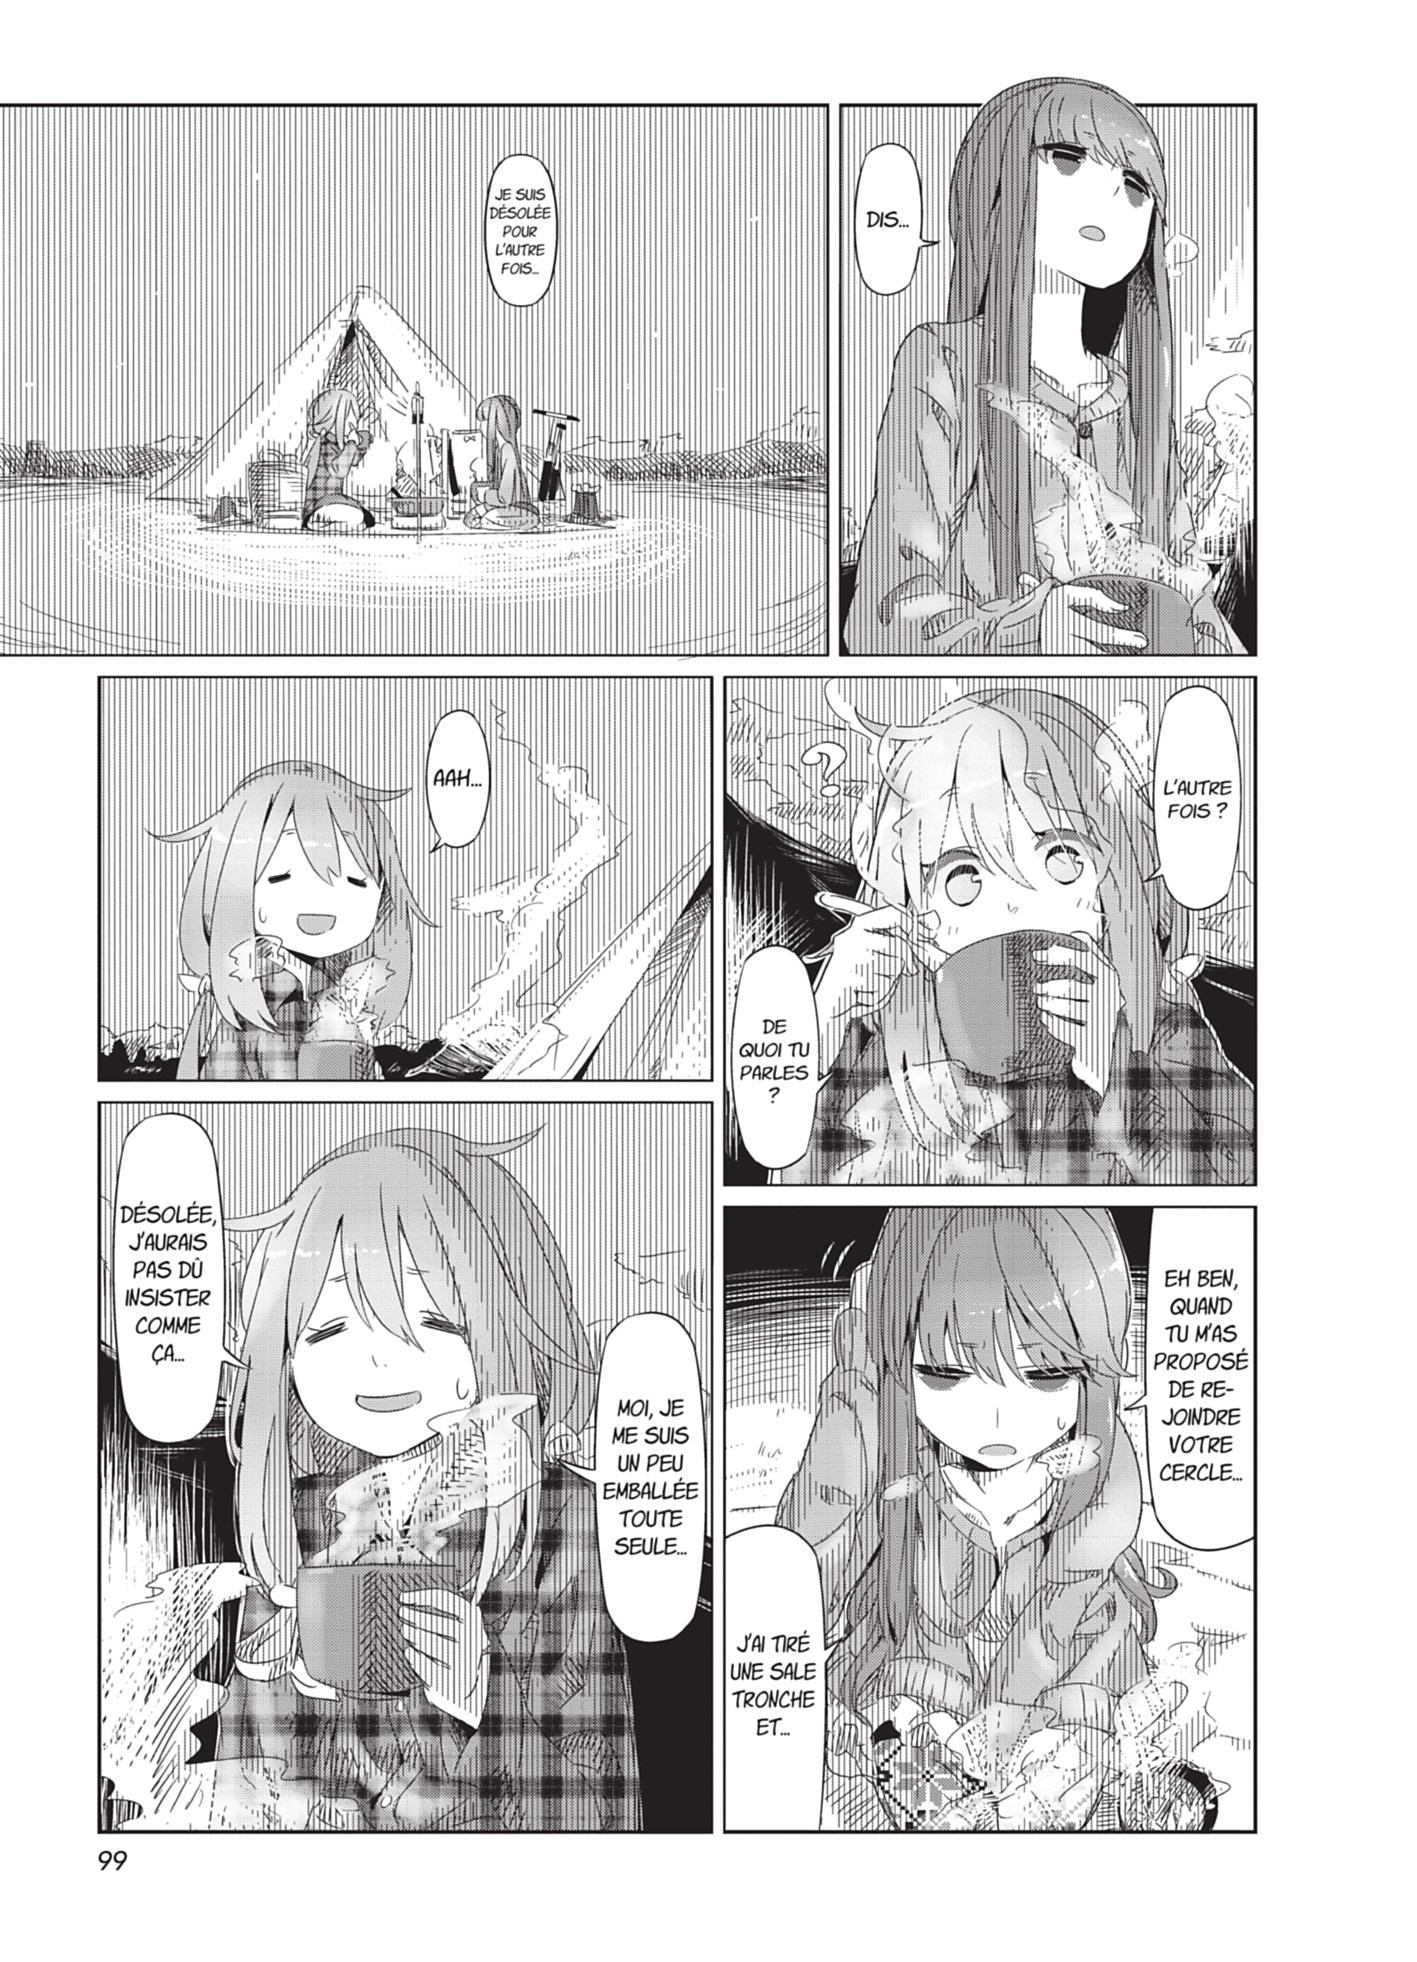 DIS...
JE SUIS
DÉSOLÉE
POUR
L'AUTRE
FOIS...
L'AUTRE
FOIS ?
DE
QUOI TU
PARLES
?
AAH...
EH BEN,
QUAND
TU M'AS
PROPOSÉ
DE RE-
JOINDRE
VOTRE
CERCLE...
J'AI TIRÉ
UNE SALE
TRONCHE
ET...
MOI, JE
ME SUIS
UN PEU
EMBALLÉE
TOUTE
SEULE...
DÉSOLÉE,
J'AURAIS
PAS DÛ
INSISTER
COMME
ÇA...
?
99